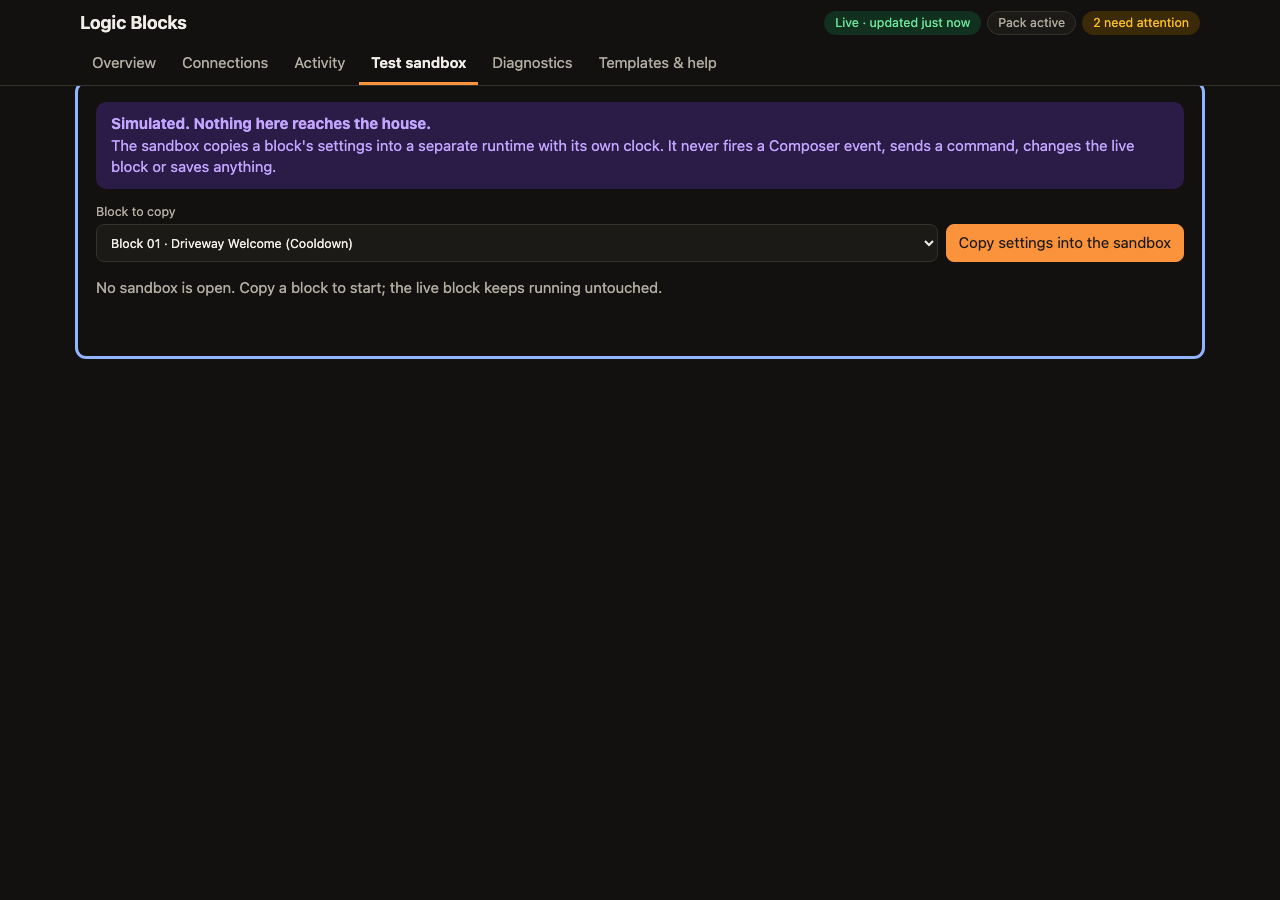 Logic Blocks
Live · updated just now
Pack active
2 need attention
Overview
Connections
Activity
Test sandbox
Diagnostics
Templates & help
Simulated. Nothing here reaches the house.
The sandbox copies a block's settings into a separate runtime with its own clock. It never fires a Composer event, sends a command, changes the live
block or saves anything.
Block to copy
Block 01 · Driveway Welcome (Cooldown)
Copy settings into the sandbox
No sandbox is open. Copy a block to start; the live block keeps running untouched.